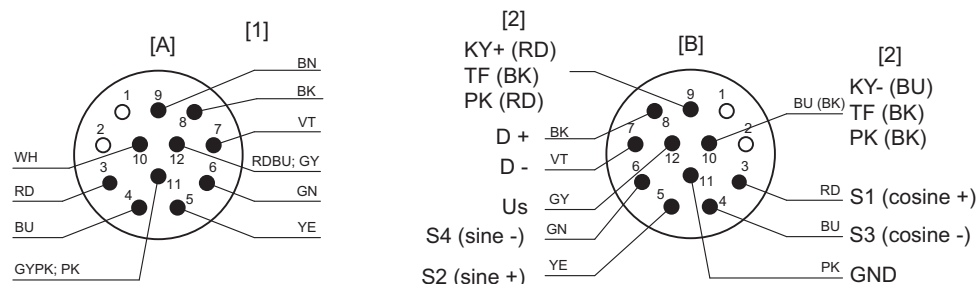 [1]
[A]
BN
BK
VT
RDBU; GY
GN
YE
WH
RD
BU
GYPK; PK
1
2
3
4
5
6
7
8
9
10
11
12
[2]
KY+ (RD)
TF (BK)
PK (RD)
[B]
[2]
KY- (BU)
TF (BK)
PK (BK)
BU (BK)
D + BK
D - VT
Us GY
S4 (sine -) GN
S2 (sine +) YE
RD S1 (cosine +)
BU S3 (cosine -)
PK GND
9
1
8
7
12
10
2
6
11
3
5
4